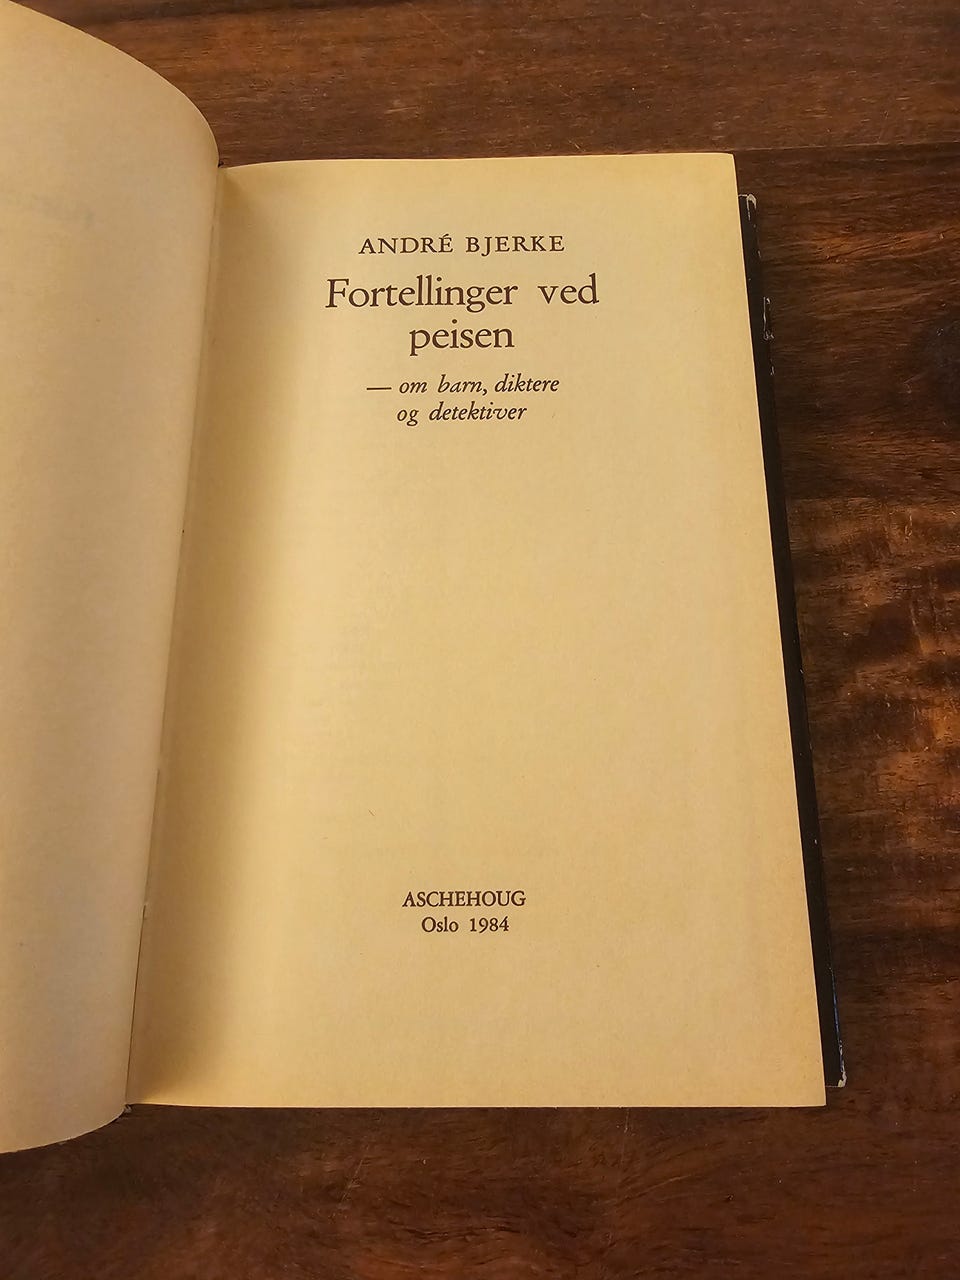 ANDRÉ BJERKE
Fortellinger ved
peisen
— om barn, diktere
og detektiver
ASCHEHOUG
Oslo 1984